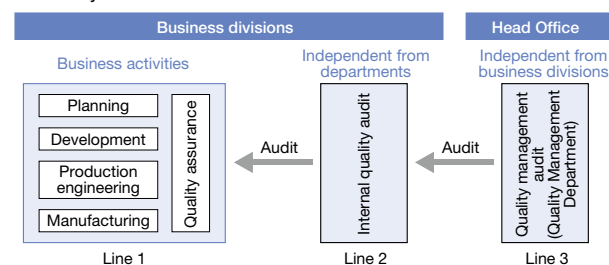 Business divisions
Head Office
Business activities
Independent from
departments
Independent from
business divisions
Planning
Development
Production
engineering
Manufacturing
Quality assurance
Audit
Internal quality audit
Audit
Quality management
audit
(Quality Management
Department)
Line 1
Line 2
Line 3